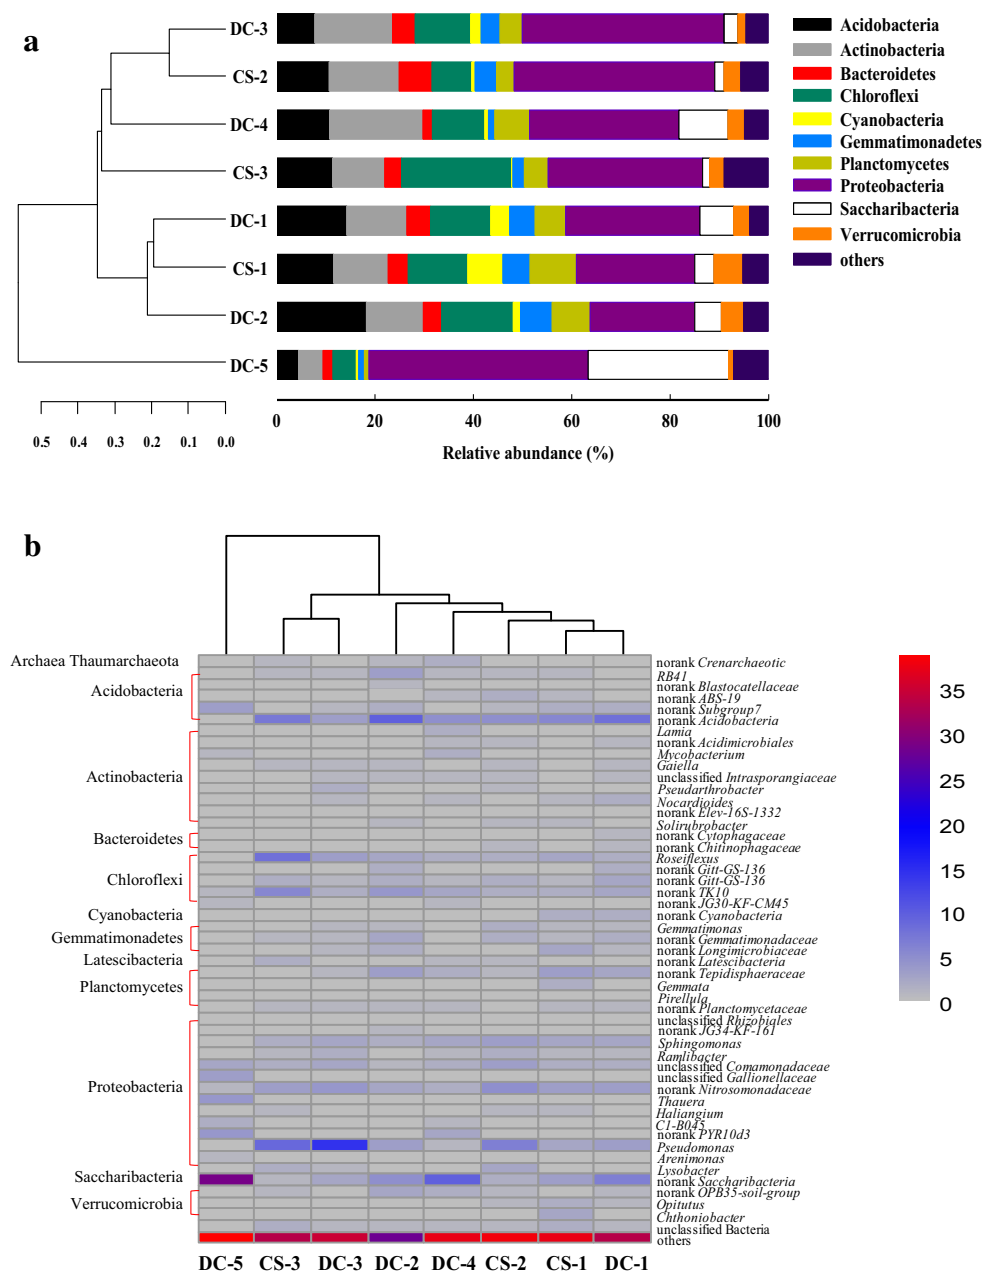 a
DC-3
CS-2
DC-4
CS-3
DC-1
CS-1
DC-2
DC-5
0.5 0.4 0.3 0.2 0.1 0.0
0 20 40 60 80 100
Relative abundance (%)
Acidobacteria
Actinobacteria
Bacteroidetes
Chloroflexi
Cyanobacteria
Gemmatimonadetes
Planctomycetes
Proteobacteria
Saccharibacteria
Verrucomicrobia
others
b
Archaea Thaumarchaeota
Acidobacteria
Actinobacteria
Bacteroidetes
Chloroflexi
Cyanobacteria
Gemmatimonadetes
Latescibacteria
Planctomycetes
Proteobacteria
Saccharibacteria
Verrucomicrobia
norank Crenarchaeotic
RB41
norank Blastocatellaceae
norank ABS-19
norank Subgroup7
norank Acidobacteria
Lamia
norank Acidimicrobiales
Mycobacterium
Gaiella
unclassified Intrasporangiaceae
Pseudarthrobacter
Nocardioides
norank Elev-16S-1332
Solirubrobacter
norank Cytophagaceae
norank Chitinophagaceae
Roseiflexus
norank Gitt-GS-136
norank Gitt-GS-136
norank TK10
norank JG30-KF-CM45
norank Cyanobacteria
Gemmatimonas
norank Gemmatimonadaceae
norank Longimicrobiaceae
norank Latescibacteria
norank Tepidisphaeraceae
Gemmata
Pirellula
norank Planctomycetaceae
unclassified Rhizobiales
norank JG34-KF-161
Sphingomonas
Ramlibacter
unclassified Comamonadaceae
unclassified Gallionellaceae
norank Nitrosomonadaceae
Thauera
Haliangium
C1-B045
norank PYR10d3
Pseudomonas
Arenimonas
Lysobacter
norank Saccharibacteria
norank OPB35-soil-group
Opitutus
Chthoniobacter
unclassified Bacteria
others
DC-5 CS-3 DC-3 DC-2 DC-4 CS-2 CS-1 DC-1
35
30
25
20
15
10
5
0